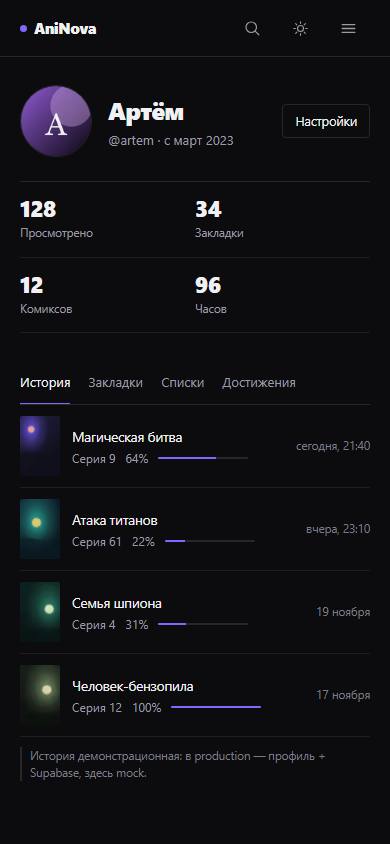 AniNova
A
Артём
@artem · с март 2023
Настройки
128
34
Просмотрено
Закладки
12
96
Комиксов
Часов
История Закладки Списки Достижения
Магическая битва
сегодня, 21:40
Серия 9 64%
Атака титанов
вчера, 23:10
Серия 61 22%
Семья шпиона
19 ноября
Серия 4 31%
Человек-бензопила
17 ноября
Серия 12 100%
История демонстрационная: в production — профиль +
Supabase, здесь mock.